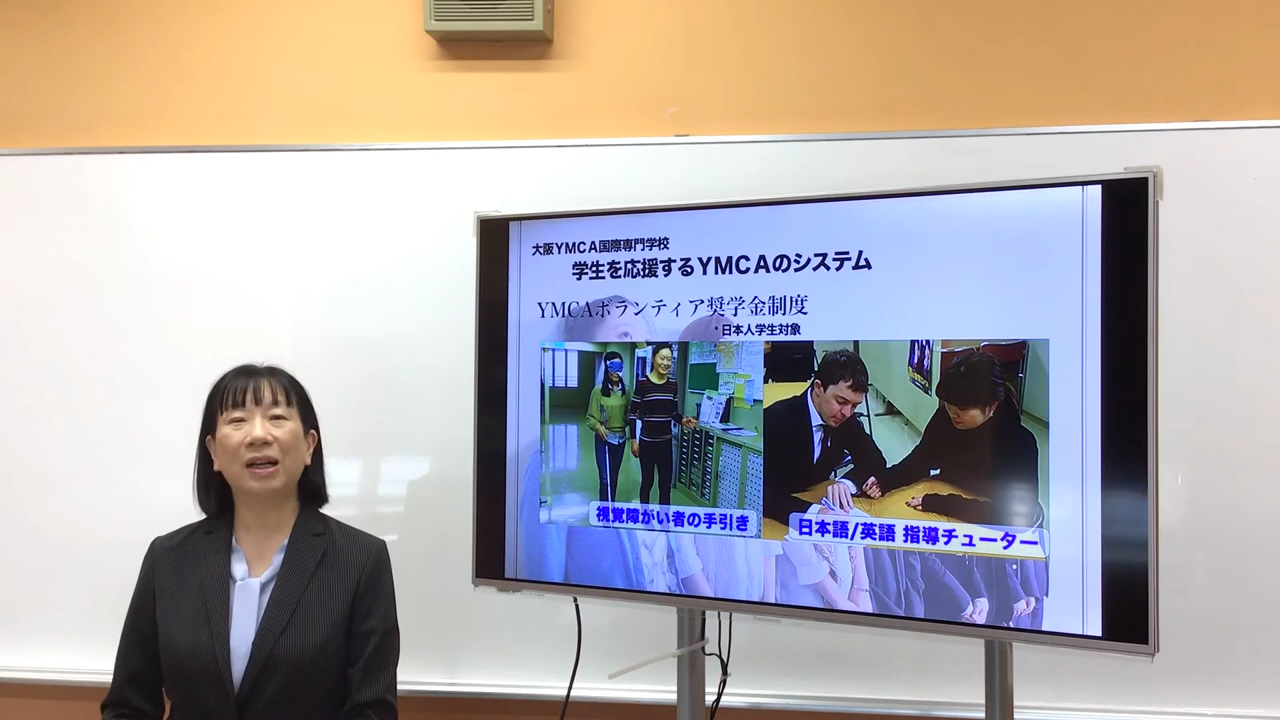 大阪YMCA国際専門学校
学生を応援するYMCAのシステム
YMCAボランティア奨学金制度
・日本人学生対象
視覚障がい者の手引き
日本語/英語 指導チューター